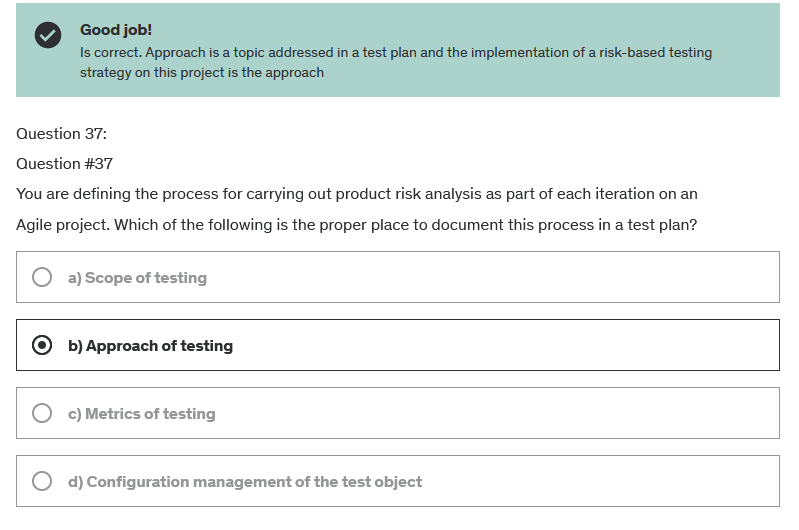 Good job!
Is correct. Approach is a topic addressed in a test plan and the implementation of a risk-based testing
strategy on this project is the approach
Question 37:
Question #37
You are defining the process for carrying out product risk analysis as part of each iteration on an
Agile project. Which of the following is the proper place to document this process in a test plan?
a) Scope of testing
b) Approach of testing
c) Metrics of testing
d) Configuration management of the test object